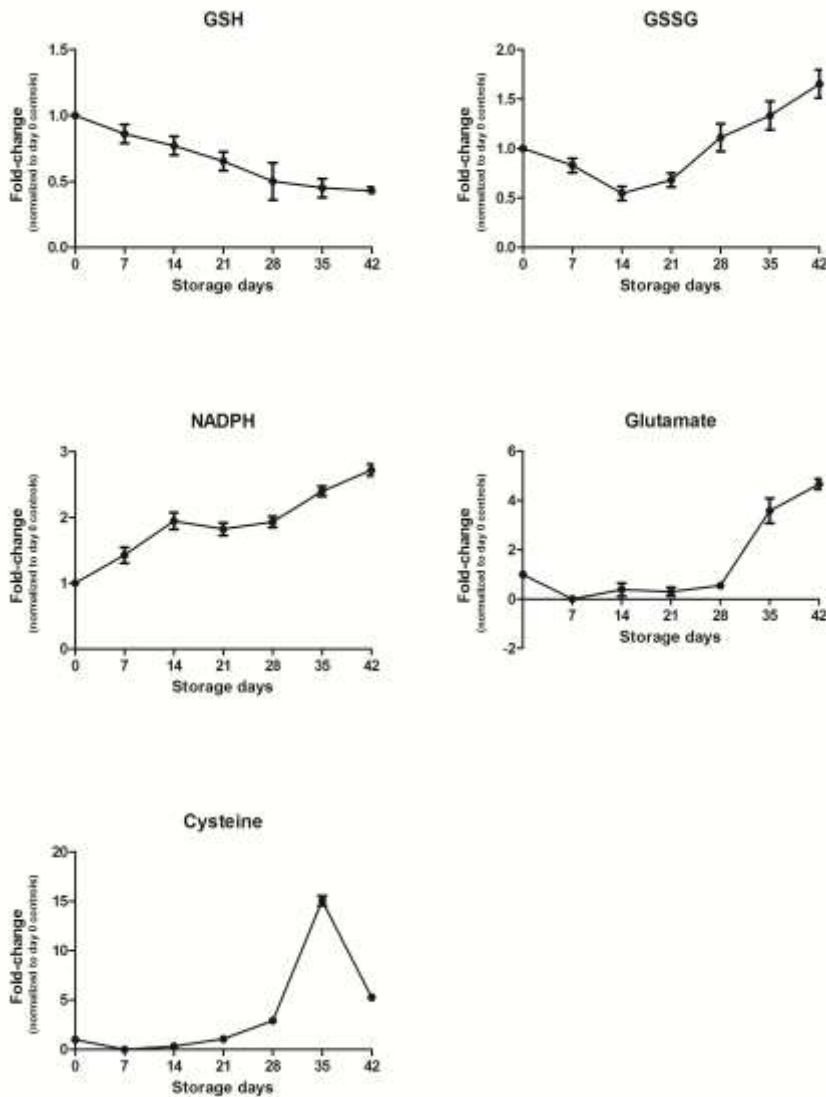 GSH
Fold-change
(normalized to day 0 controls)
1.5
1.0
0.5
0.0
0 7 14 21 28 35 42
Storage days
GSSG
Fold-change
(normalized to day 0 controls)
2.0
1.5
1.0
0.5
0.0
0 7 14 21 28 35 42
Storage days
NADPH
Fold-change
(normalized to day 0 controls)
3
2
1
0
0 7 14 21 28 35 42
Storage days
Glutamate
Fold-change
(normalized to day 0 controls)
6
4
2
0
-2
7 14 21 28 35 42
Storage days
Cysteine
Fold-change
(normalized to day 0 controls)
20
15
10
5
0
0 7 14 21 28 35 42
Storage days